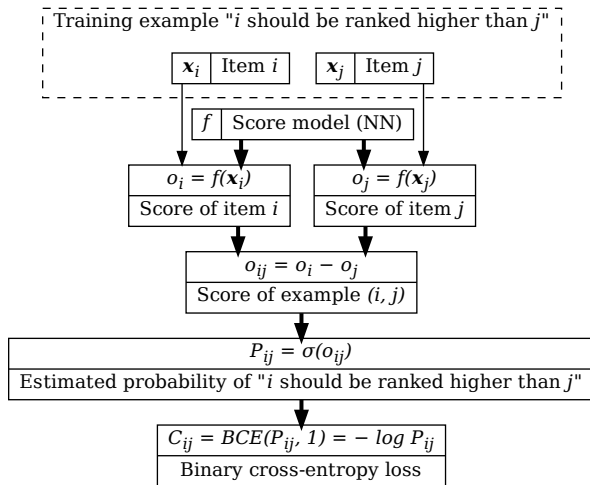 Training example "i should be ranked higher than j"
x_i Item i x_j Item j
f Score model (NN)
o_i = f(x_i) o_j = f(x_j)
Score of item i Score of item j
o_ij = o_i − o_j
Score of example (i, j)
P_ij = σ(o_ij)
Estimated probability of "i should be ranked higher than j"
C_ij = BCE(P_ij, 1) = − log P_ij
Binary cross-entropy loss